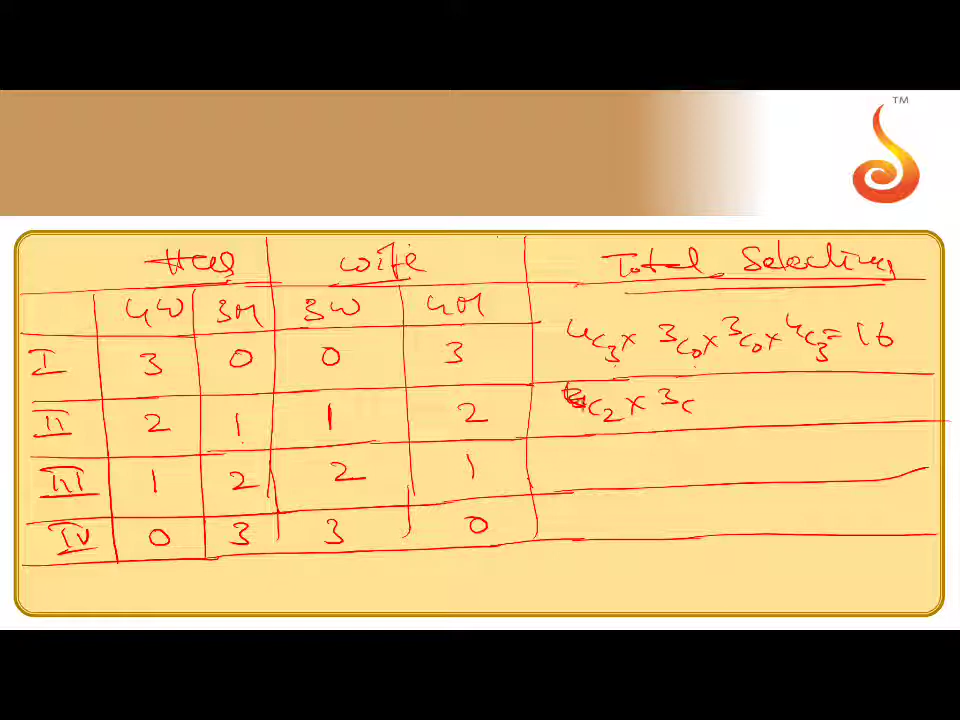 TM
Hus wife Total Selection
4W 3M 3W 4M
I 3 0 0 3 4C3 × 3C0 × 3C0 × 4C3 = 16
II 2 1 1 2 4C2 × 3C
III 1 2 2 1
IV 0 3 3 0